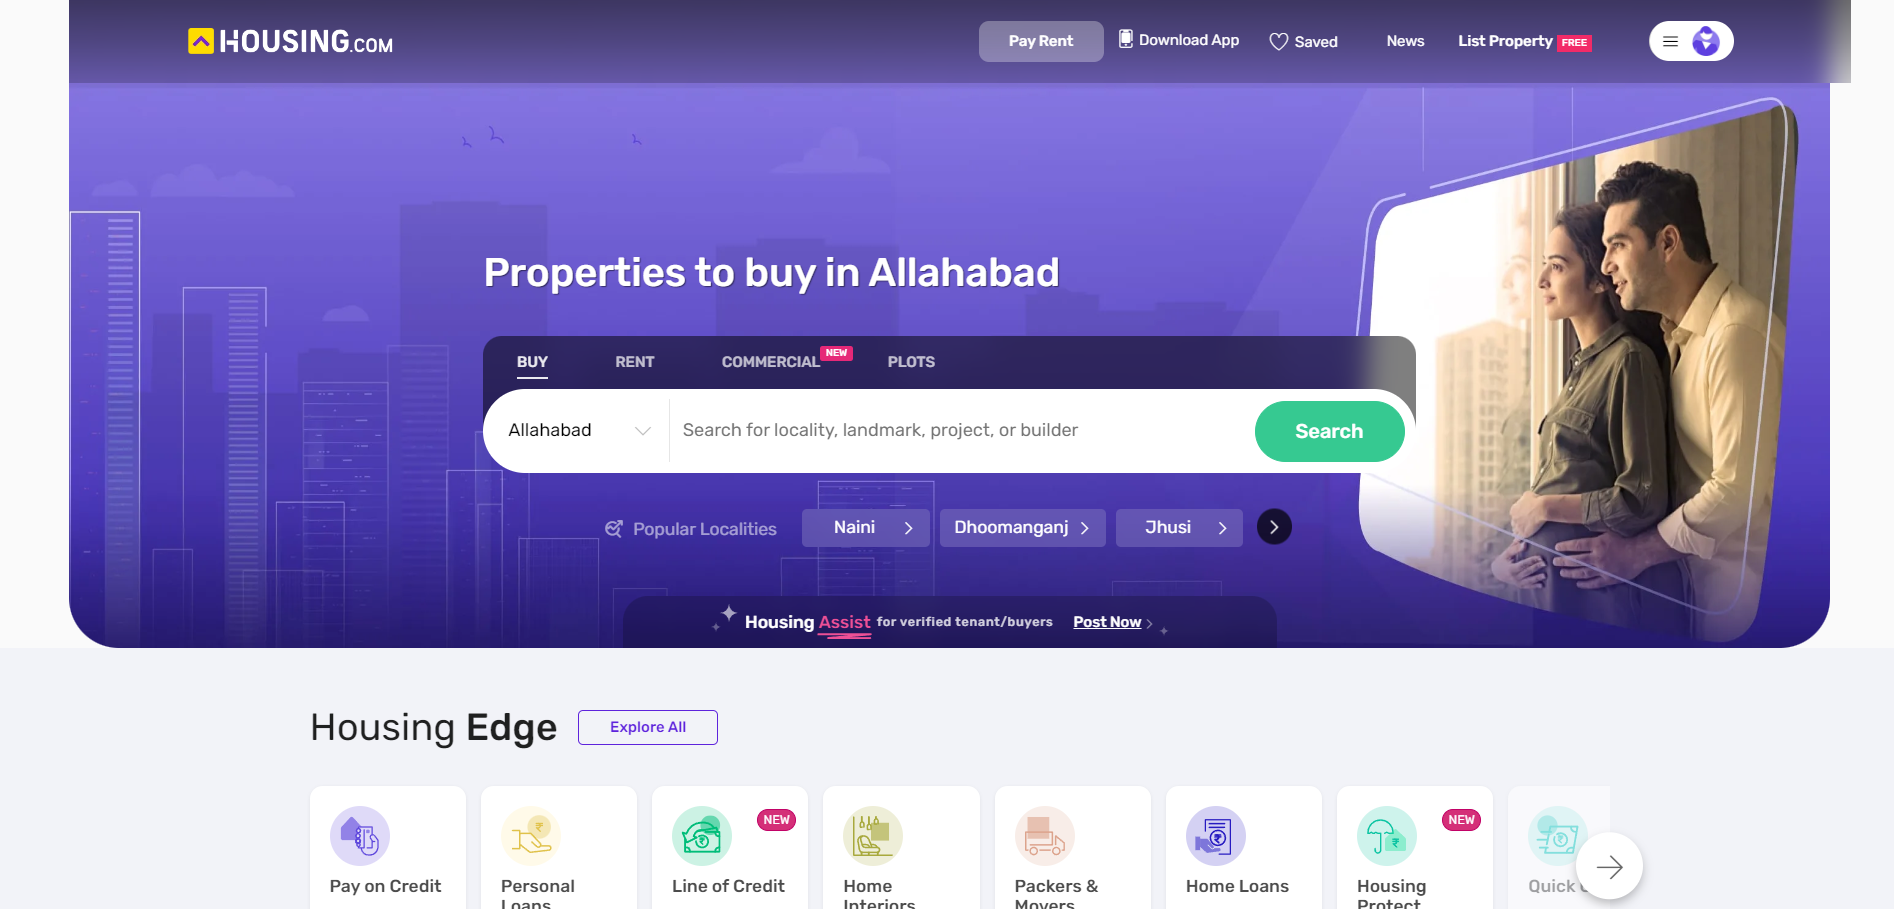 HOUSING.COM
Pay Rent
Download App
Saved
News
List Property FREE
Properties to buy in Allahabad
BUY
RENT
COMMERCIAL NEW
PLOTS
Allahabad
Search for locality, landmark, project, or builder
Search
Popular Localities
Naini
Dhoomanganj
Jhusi
Housing Assist for verified tenant/buyers Post Now
Housing Edge
Explore All
Pay on Credit
Personal
Loans
NEW
Line of Credit
Home
Interiors
Packers &
Movers
Home Loans
NEW
Housing
Protect
Quick